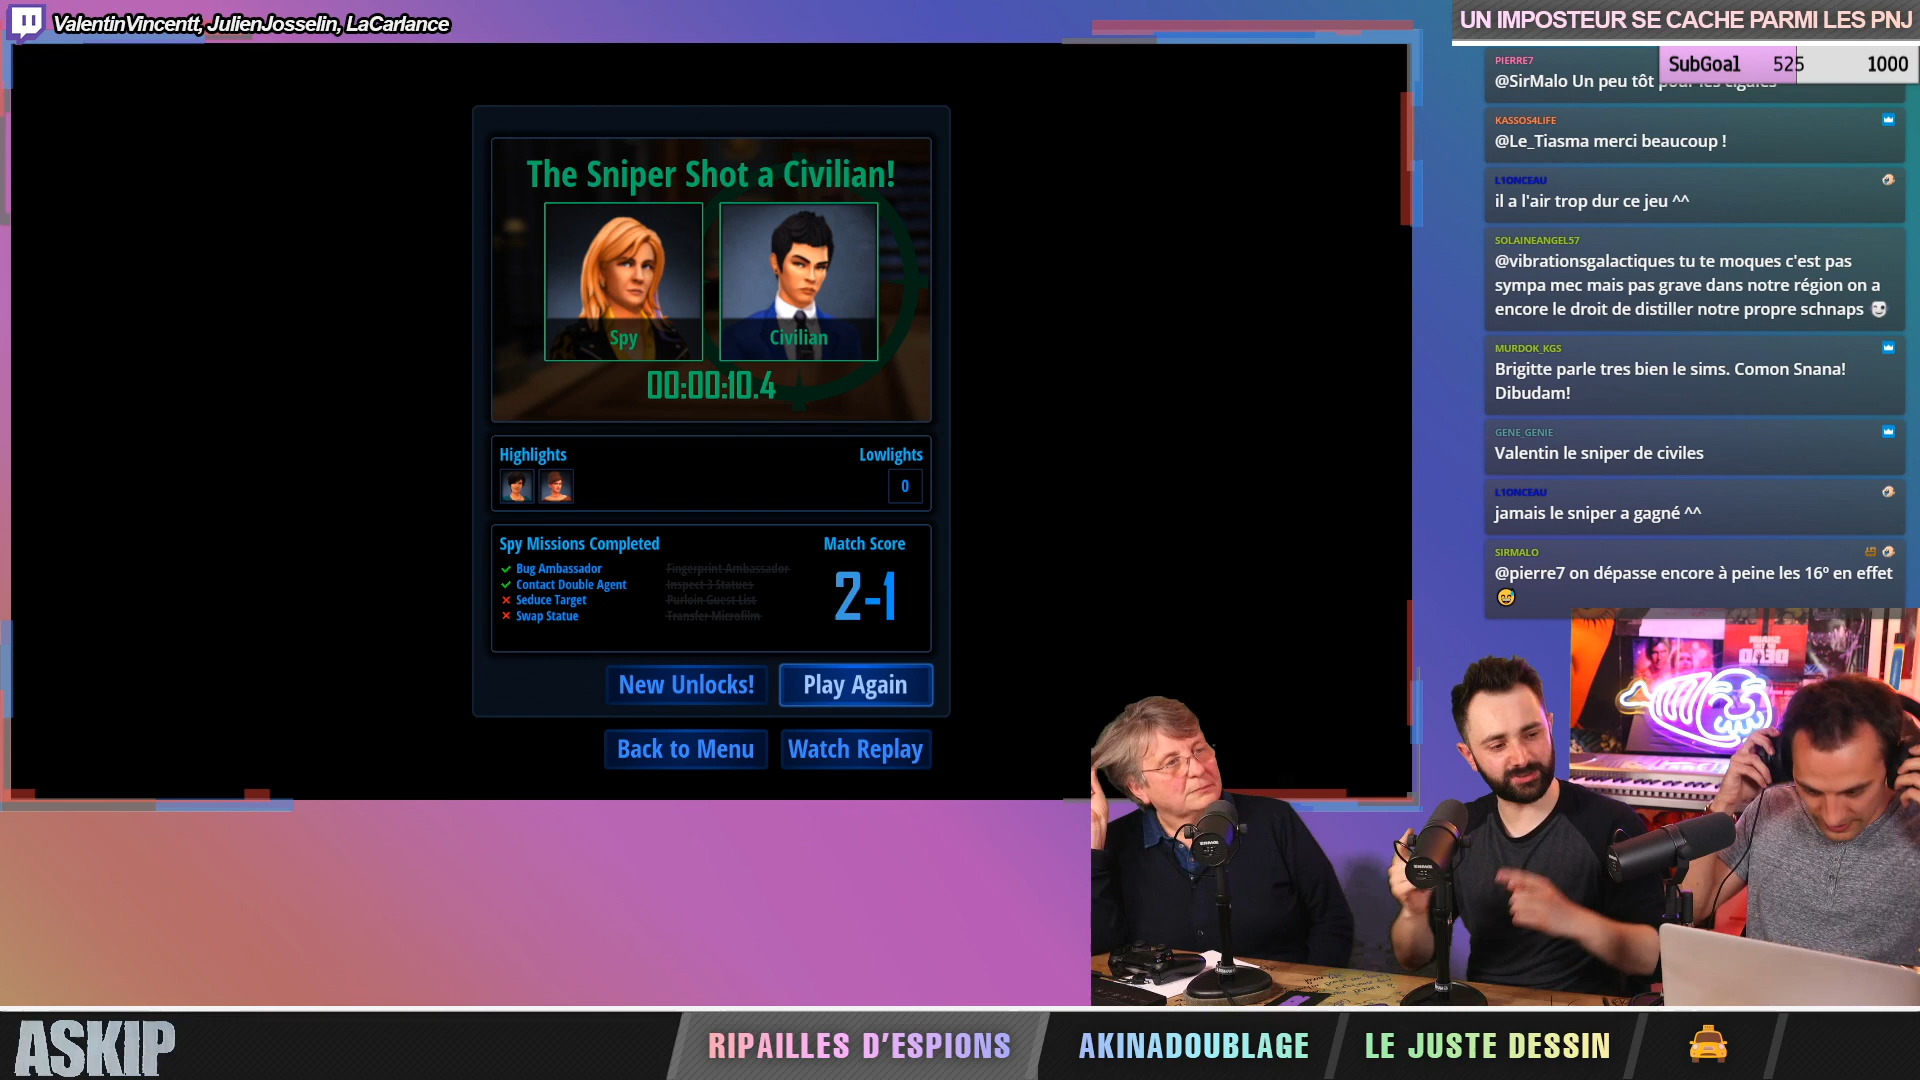 ValentinVincentt, JulienJosselin, LaCarlance
UN IMPOSTEUR SE CACHE PARMI LES PNJ
SubGoal 525 1000
PIERRE7
@SirMalo Un peu tôt pour les cigales
KASSOS4LIFE
@Le_Tiasma merci beaucoup !
L1ONCEAU
il a l'air trop dur ce jeu ^^
SOLAINEANGEL57
@vibrationsgalactiques tu te moques c'est pas
sympa mec mais pas grave dans notre région on a
encore le droit de distiller notre propre schnaps
MURDOK_KGS
Brigitte parle tres bien le sims. Comon Snana!
Dibudam!
GENE_GENIE
Valentin le sniper de civiles
L1ONCEAU
jamais le sniper a gagné ^^
SIRMALO
@pierre7 on dépasse encore à peine les 16° en effet
The Sniper Shot a Civilian!
Spy
Civilian
00:00:10.4
Highlights
Lowlights
0
Spy Missions Completed
Match Score
Bug Ambassador
Fingerprint Ambassador
Contact Double Agent
Inspect 3 Statues
Seduce Target
Purloin Guest List
Swap Statue
Transfer Microfilm
2-1
New Unlocks!
Play Again
Back to Menu
Watch Replay
ASKIP
RIPAILLES D'ESPIONS
AKINADOUBLAGE
LE JUSTE DESSIN